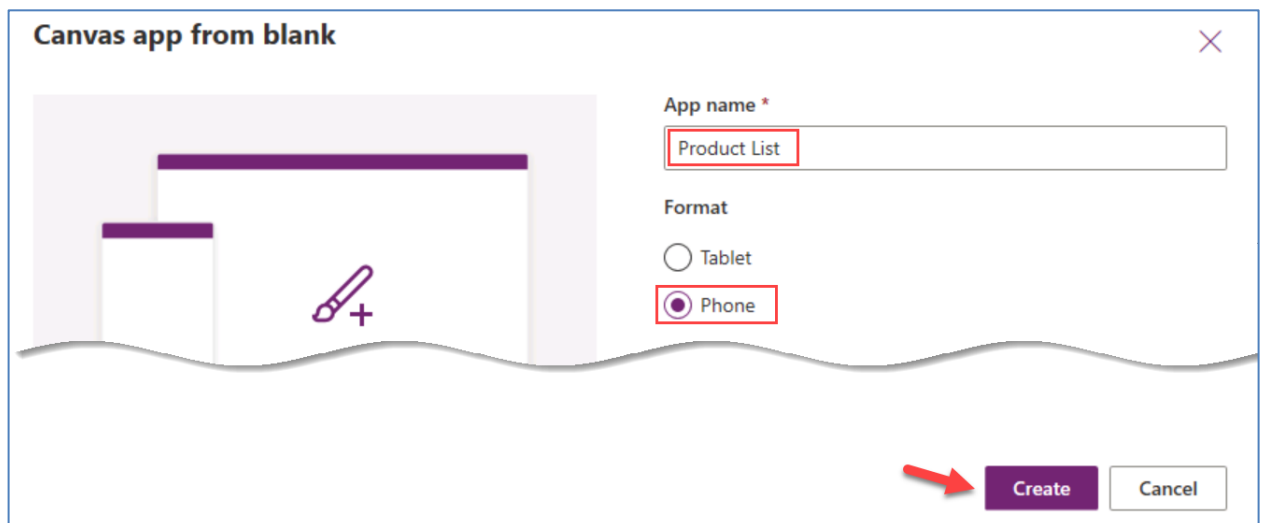 Canvas app from blank
App name *
Product List
Format
Tablet
Phone
Create
Cancel